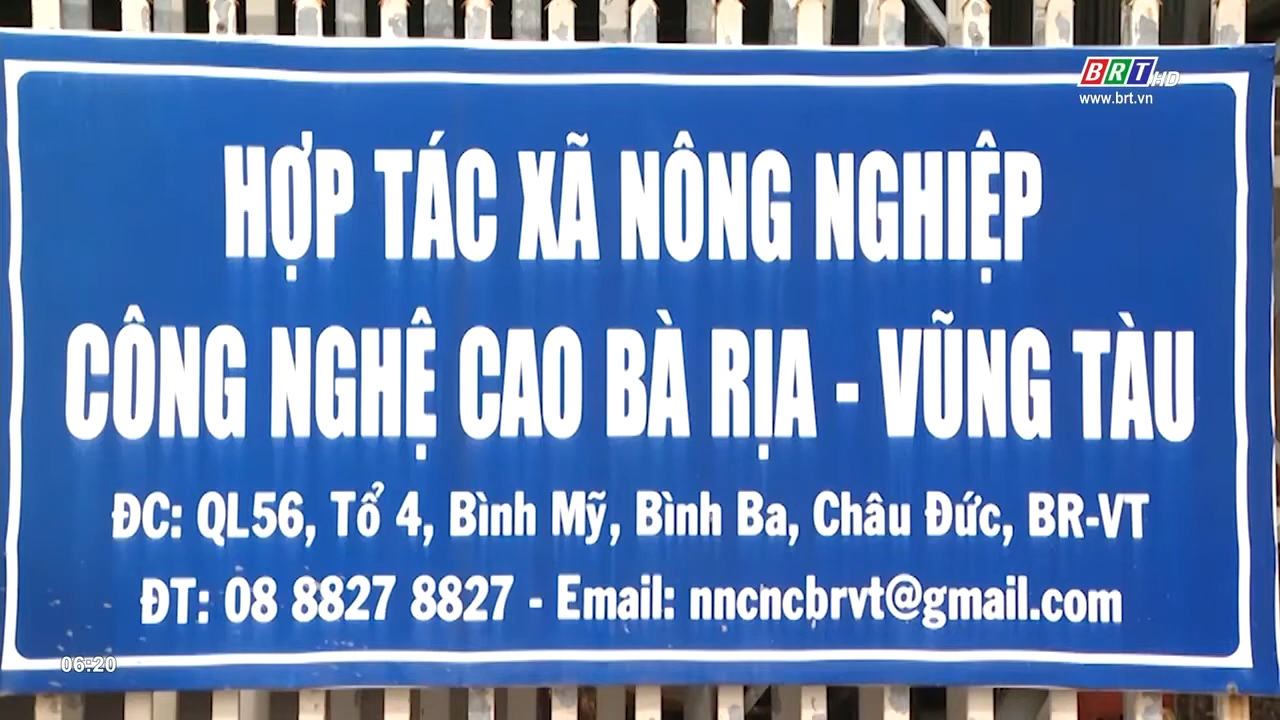 BRT HD
www.brt.vn
HỢP TÁC XÃ NÔNG NGHIỆP
CÔNG NGHỆ CAO BÀ RỊA - VŨNG TÀU
ĐC: QL56, Tổ 4, Bình Mỹ, Bình Ba, Châu Đức, BR-VT
ĐT: 08 8827 8827 - Email: nncncbrvt@gmail.com
06:20